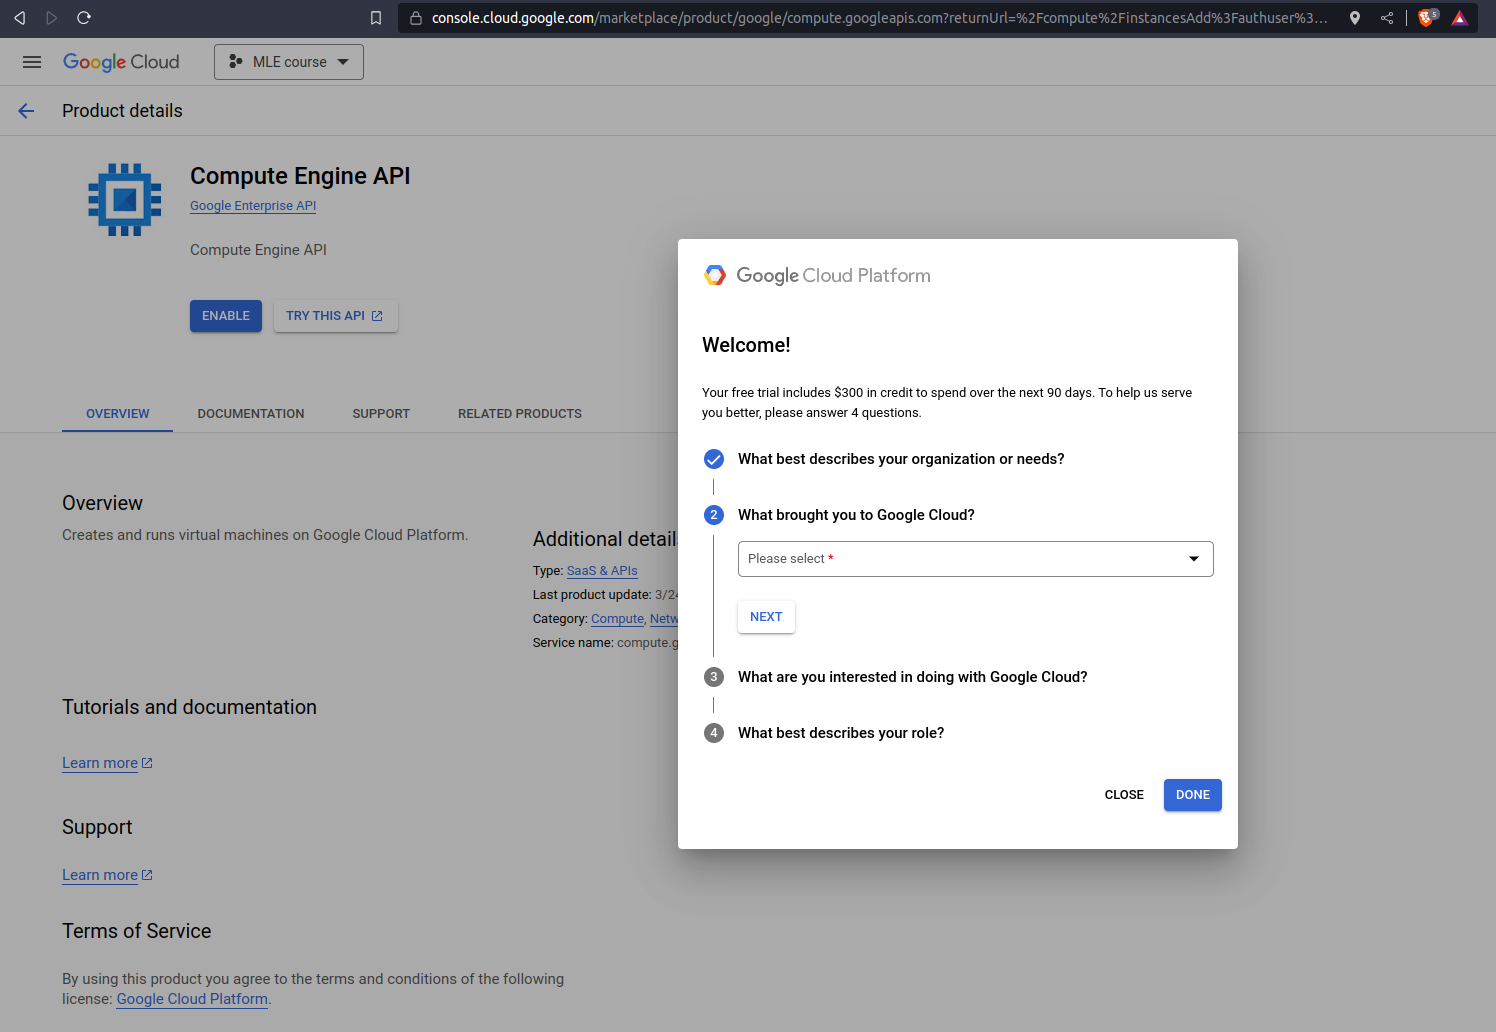 console.cloud.google.com/marketplace/product/google/compute.googleapis.com?returnUrl=%2Fcompute%2FinstancesAdd%3Fauthuser%3...
5
Google Cloud
MLE course
Product details
Compute Engine API
Google Enterprise API
Compute Engine API
ENABLE
TRY THIS API
OVERVIEW
DOCUMENTATION
SUPPORT
RELATED PRODUCTS
Overview
Creates and runs virtual machines on Google Cloud Platform.
Additional detail
Type: SaaS & APIs
Last product update: 3/24
Category: Compute, Netw
Service name: compute.g
Tutorials and documentation
Learn more
Support
Learn more
Terms of Service
By using this product you agree to the terms and conditions of the following
license: Google Cloud Platform.
Google Cloud Platform
Welcome!
Your free trial includes $300 in credit to spend over the next 90 days. To help us serve
you better, please answer 4 questions.
What best describes your organization or needs?
2 What brought you to Google Cloud?
Please select *
NEXT
3 What are you interested in doing with Google Cloud?
4 What best describes your role?
CLOSE
DONE